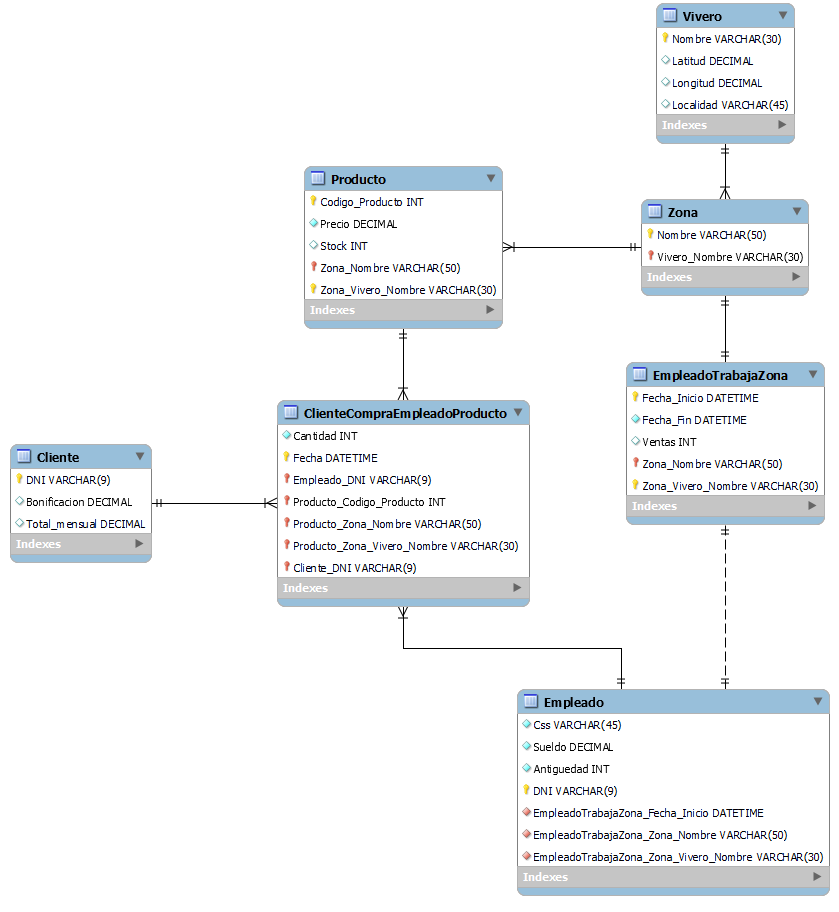 Vivero
Nombre VARCHAR(30)
Latitud DECIMAL
Longitud DECIMAL
Localidad VARCHAR(45)
Indexes
Producto
Codigo_Producto INT
Precio DECIMAL
Stock INT
Zona_Nombre VARCHAR(50)
Zona_Vivero_Nombre VARCHAR(30)
Indexes
Zona
Nombre VARCHAR(50)
Vivero_Nombre VARCHAR(30)
Indexes
EmpleadoTrabajaZona
Fecha_Inicio DATETIME
Fecha_Fin DATETIME
Ventas INT
Zona_Nombre VARCHAR(50)
Zona_Vivero_Nombre VARCHAR(30)
Indexes
ClienteCompraEmpleadoProducto
Cantidad INT
Fecha DATETIME
Empleado_DNI VARCHAR(9)
Producto_Codigo_Producto INT
Producto_Zona_Nombre VARCHAR(50)
Producto_Zona_Vivero_Nombre VARCHAR(30)
Cliente_DNI VARCHAR(9)
Indexes
Cliente
DNI VARCHAR(9)
Bonificacion DECIMAL
Total_mensual DECIMAL
Indexes
Empleado
Css VARCHAR(45)
Sueldo DECIMAL
Antiguedad INT
DNI VARCHAR(9)
EmpleadoTrabajaZona_Fecha_Inicio DATETIME
EmpleadoTrabajaZona_Zona_Nombre VARCHAR(50)
EmpleadoTrabajaZona_Zona_Vivero_Nombre VARCHAR(30)
Indexes